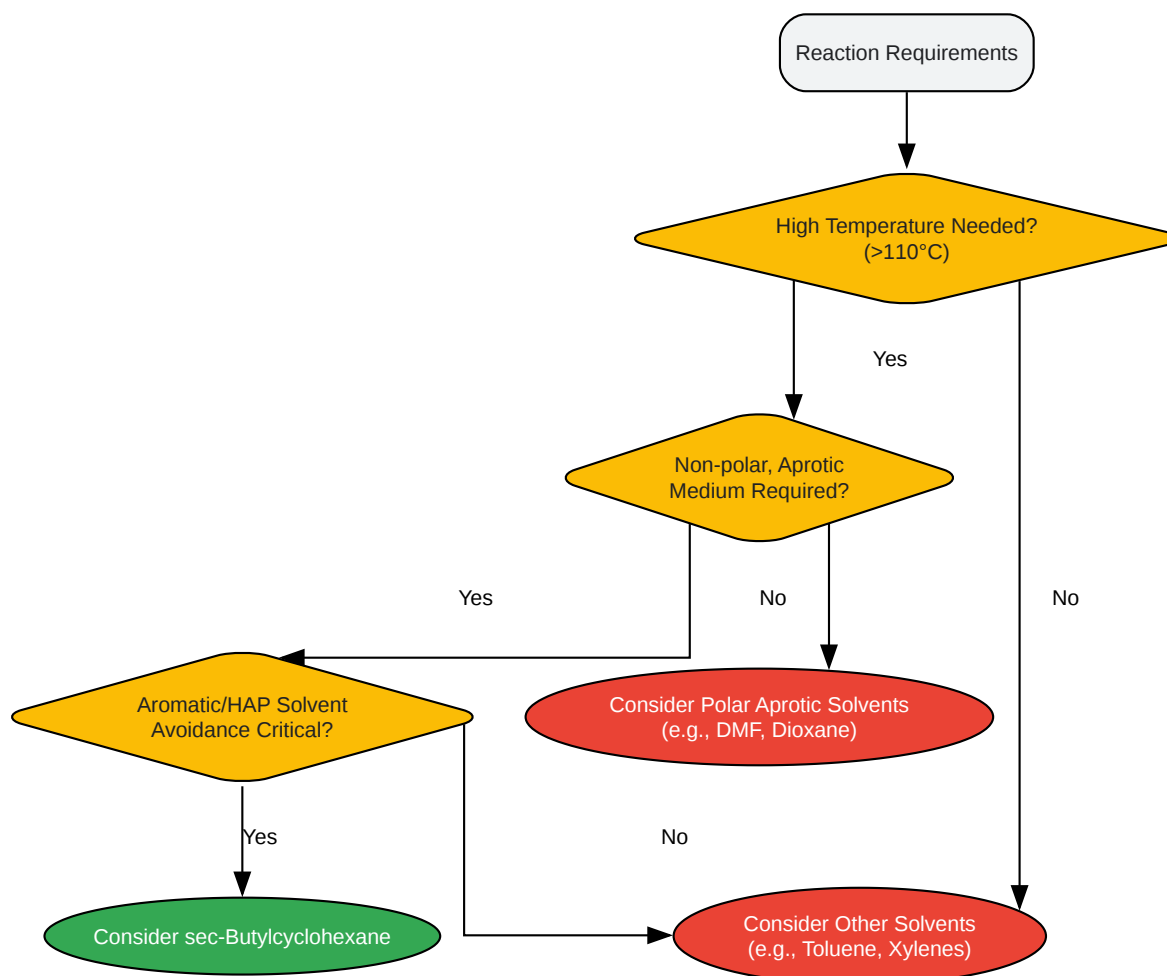 Reaction Requirements
High Temperature Needed?
(>110°C)
Yes
Non-polar, Aprotic
Medium Required?
Yes
No
No
Aromatic/HAP Solvent
Avoidance Critical?
Consider Polar Aprotic Solvents
(e.g., DMF, Dioxane)
Yes
No
Consider sec-Butylcyclohexane
Consider Other Solvents
(e.g., Toluene, Xylenes)